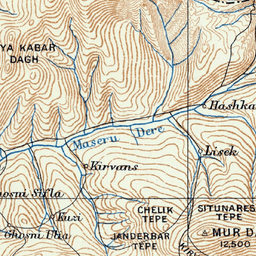 YA KABAR
DAGH
Hashka
Maseru Dere
Lisek
Kirvans
hosni Sifla
Kuzi
Ghosni Ulia
CHELIK
TEPE
JANDERBAR
TEPE
SITUNARES
TEPE
MUR D
12,500